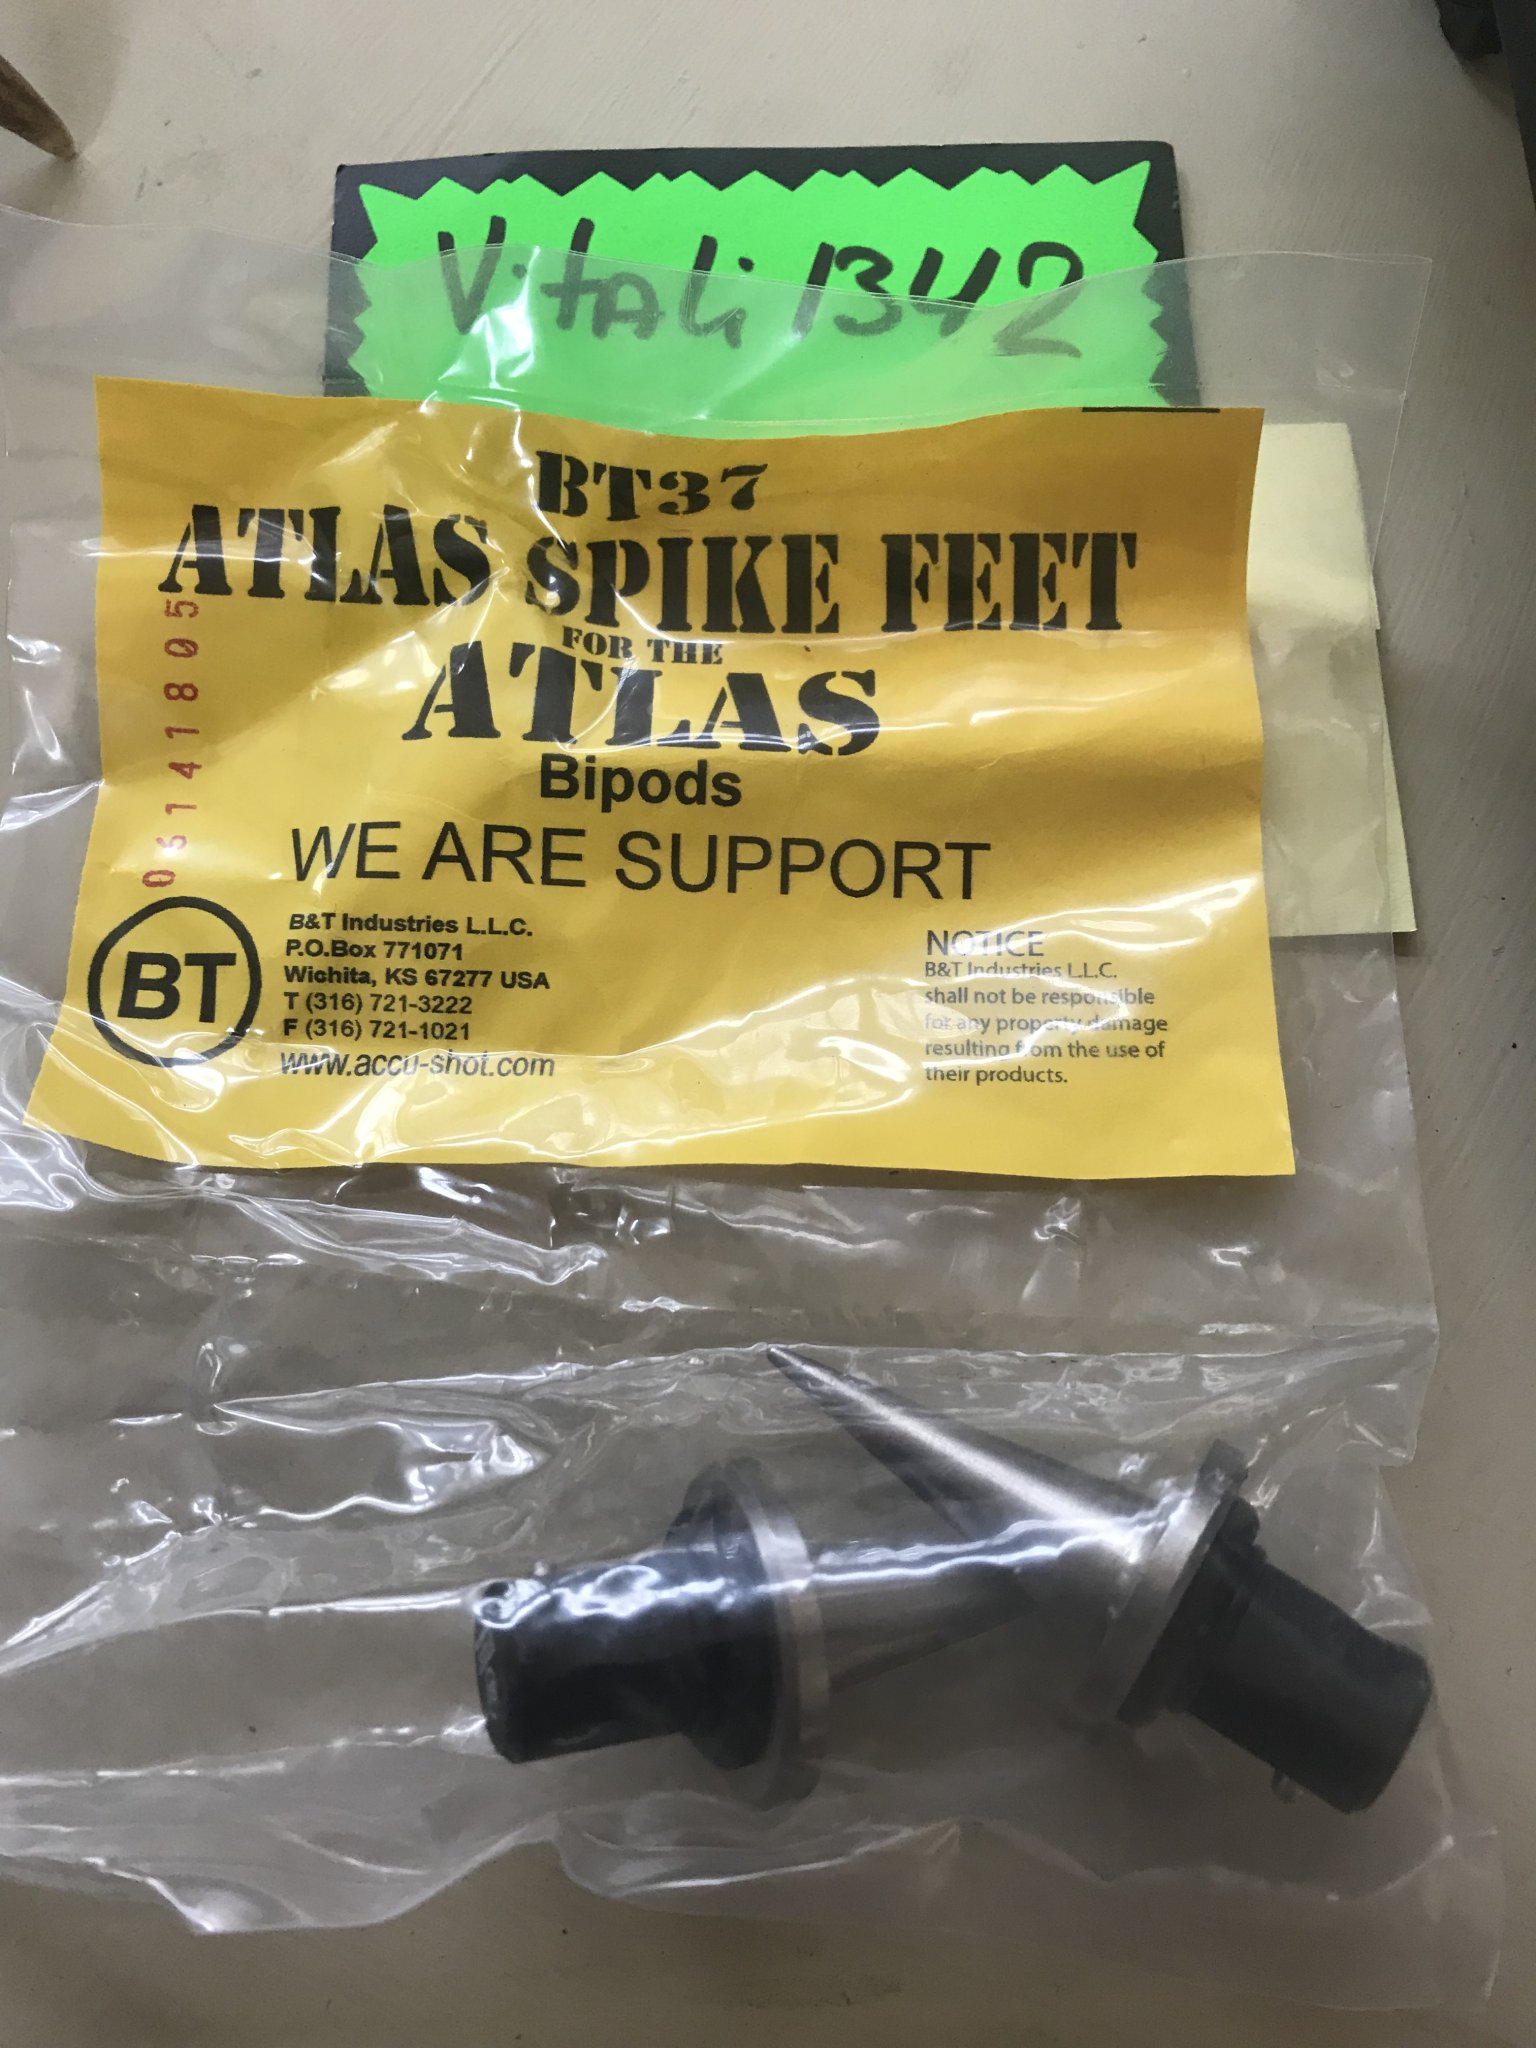 Vitali 1342
BT37
ATLAS SPIKE FEET
FOR THE
ATLAS
Bipods
WE ARE SUPPORT
06141805
BT
B&T Industries L.L.C.
P.O.Box 771071
Wichita, KS 67277 USA
T (316) 721-3222
F (316) 721-1021
www.accu-shot.com
NOTICE
B&T Industries L.L.C.
shall not be responsible
for any property damage
resulting from the use of
their products.